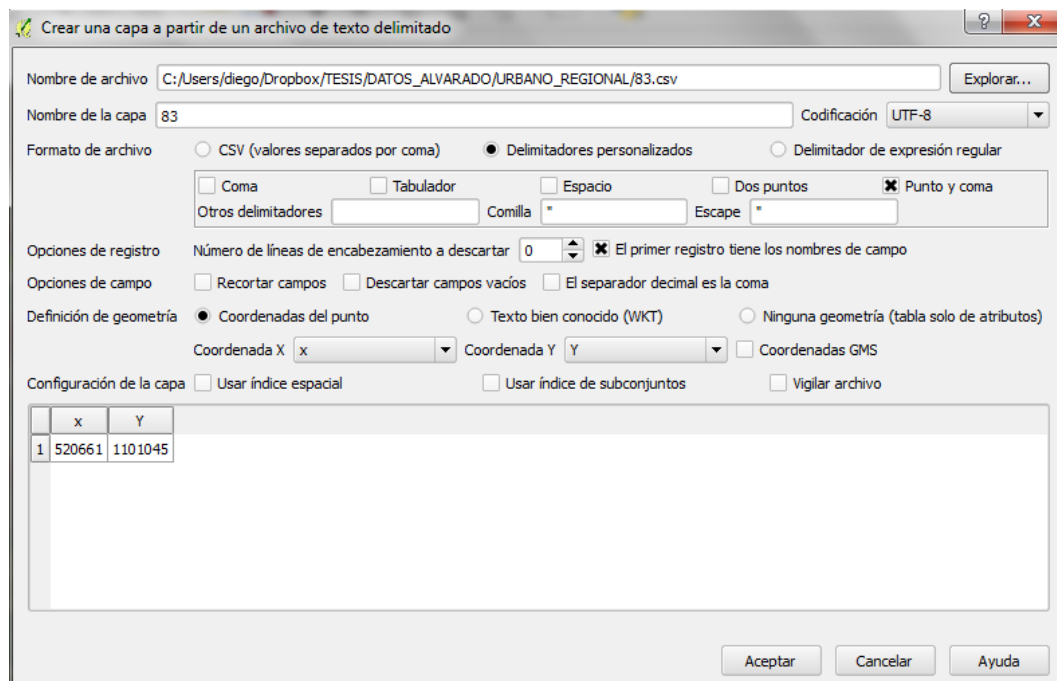 Crear una capa a partir de un archivo de texto delimitado
Nombre de archivo C:/Users/diego/Dropbox/TESIS/DATOS_ALVARADO/URBANO_REGIONAL/83.csv Explorar...
Nombre de la capa 83 Codificación UTF-8
Formato de archivo CSV (valores separados por coma) Delimitadores personalizados Delimitador de expresión regular
Coma Tabulador Espacio Dos puntos Punto y coma
Otros delimitadores Comilla " Escape "
Opciones de registro Número de líneas de encabezamiento a descartar 0 El primer registro tiene los nombres de campo
Opciones de campo Recortar campos Descartar campos vacíos El separador decimal es la coma
Definición de geometría Coordenadas del punto Texto bien conocido (WKT) Ninguna geometría (tabla solo de atributos)
Coordenada X x Coordenada Y Y Coordenadas GMS
Configuración de la capa Usar índice espacial Usar índice de subconjuntos Vigilar archivo
x Y
1 520661 1101045
Aceptar Cancelar Ayuda